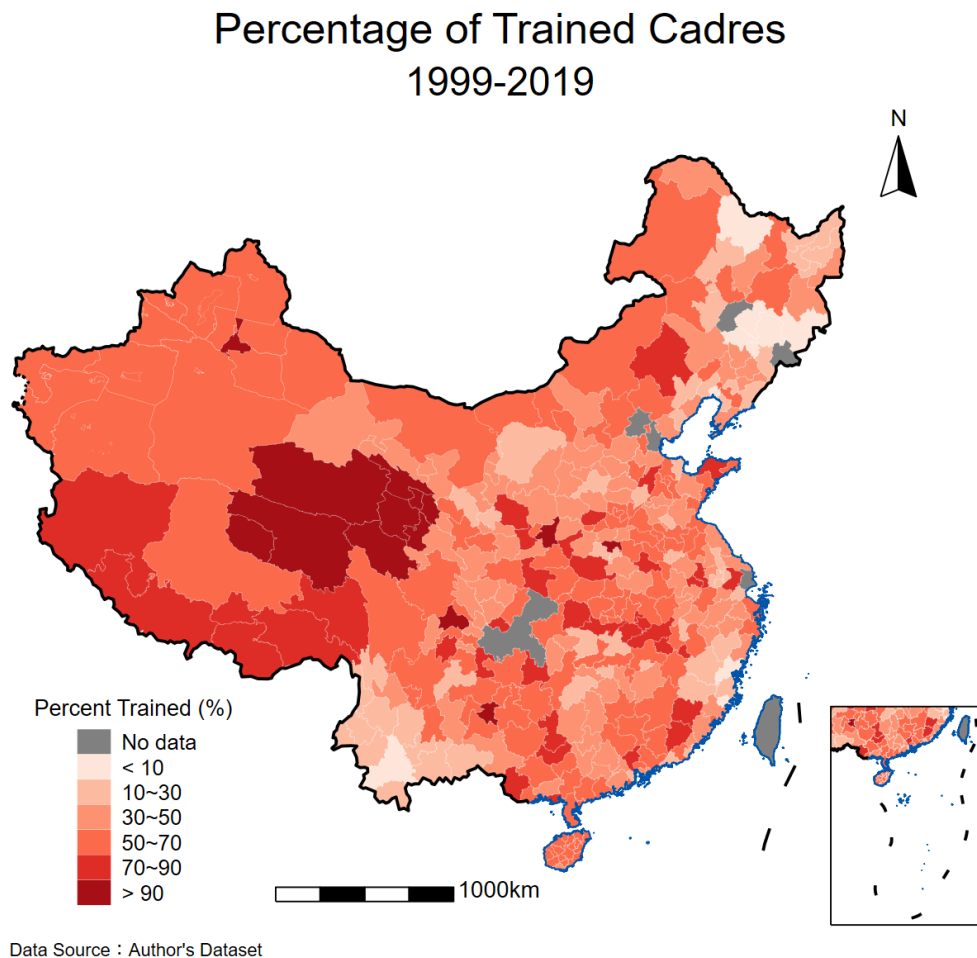 Percentage of Trained Cadres
1999-2019
N
Percent Trained (%)
No data
< 10
10~30
30~50
50~70
70~90
> 90
1000km
Data Source：Author's Dataset